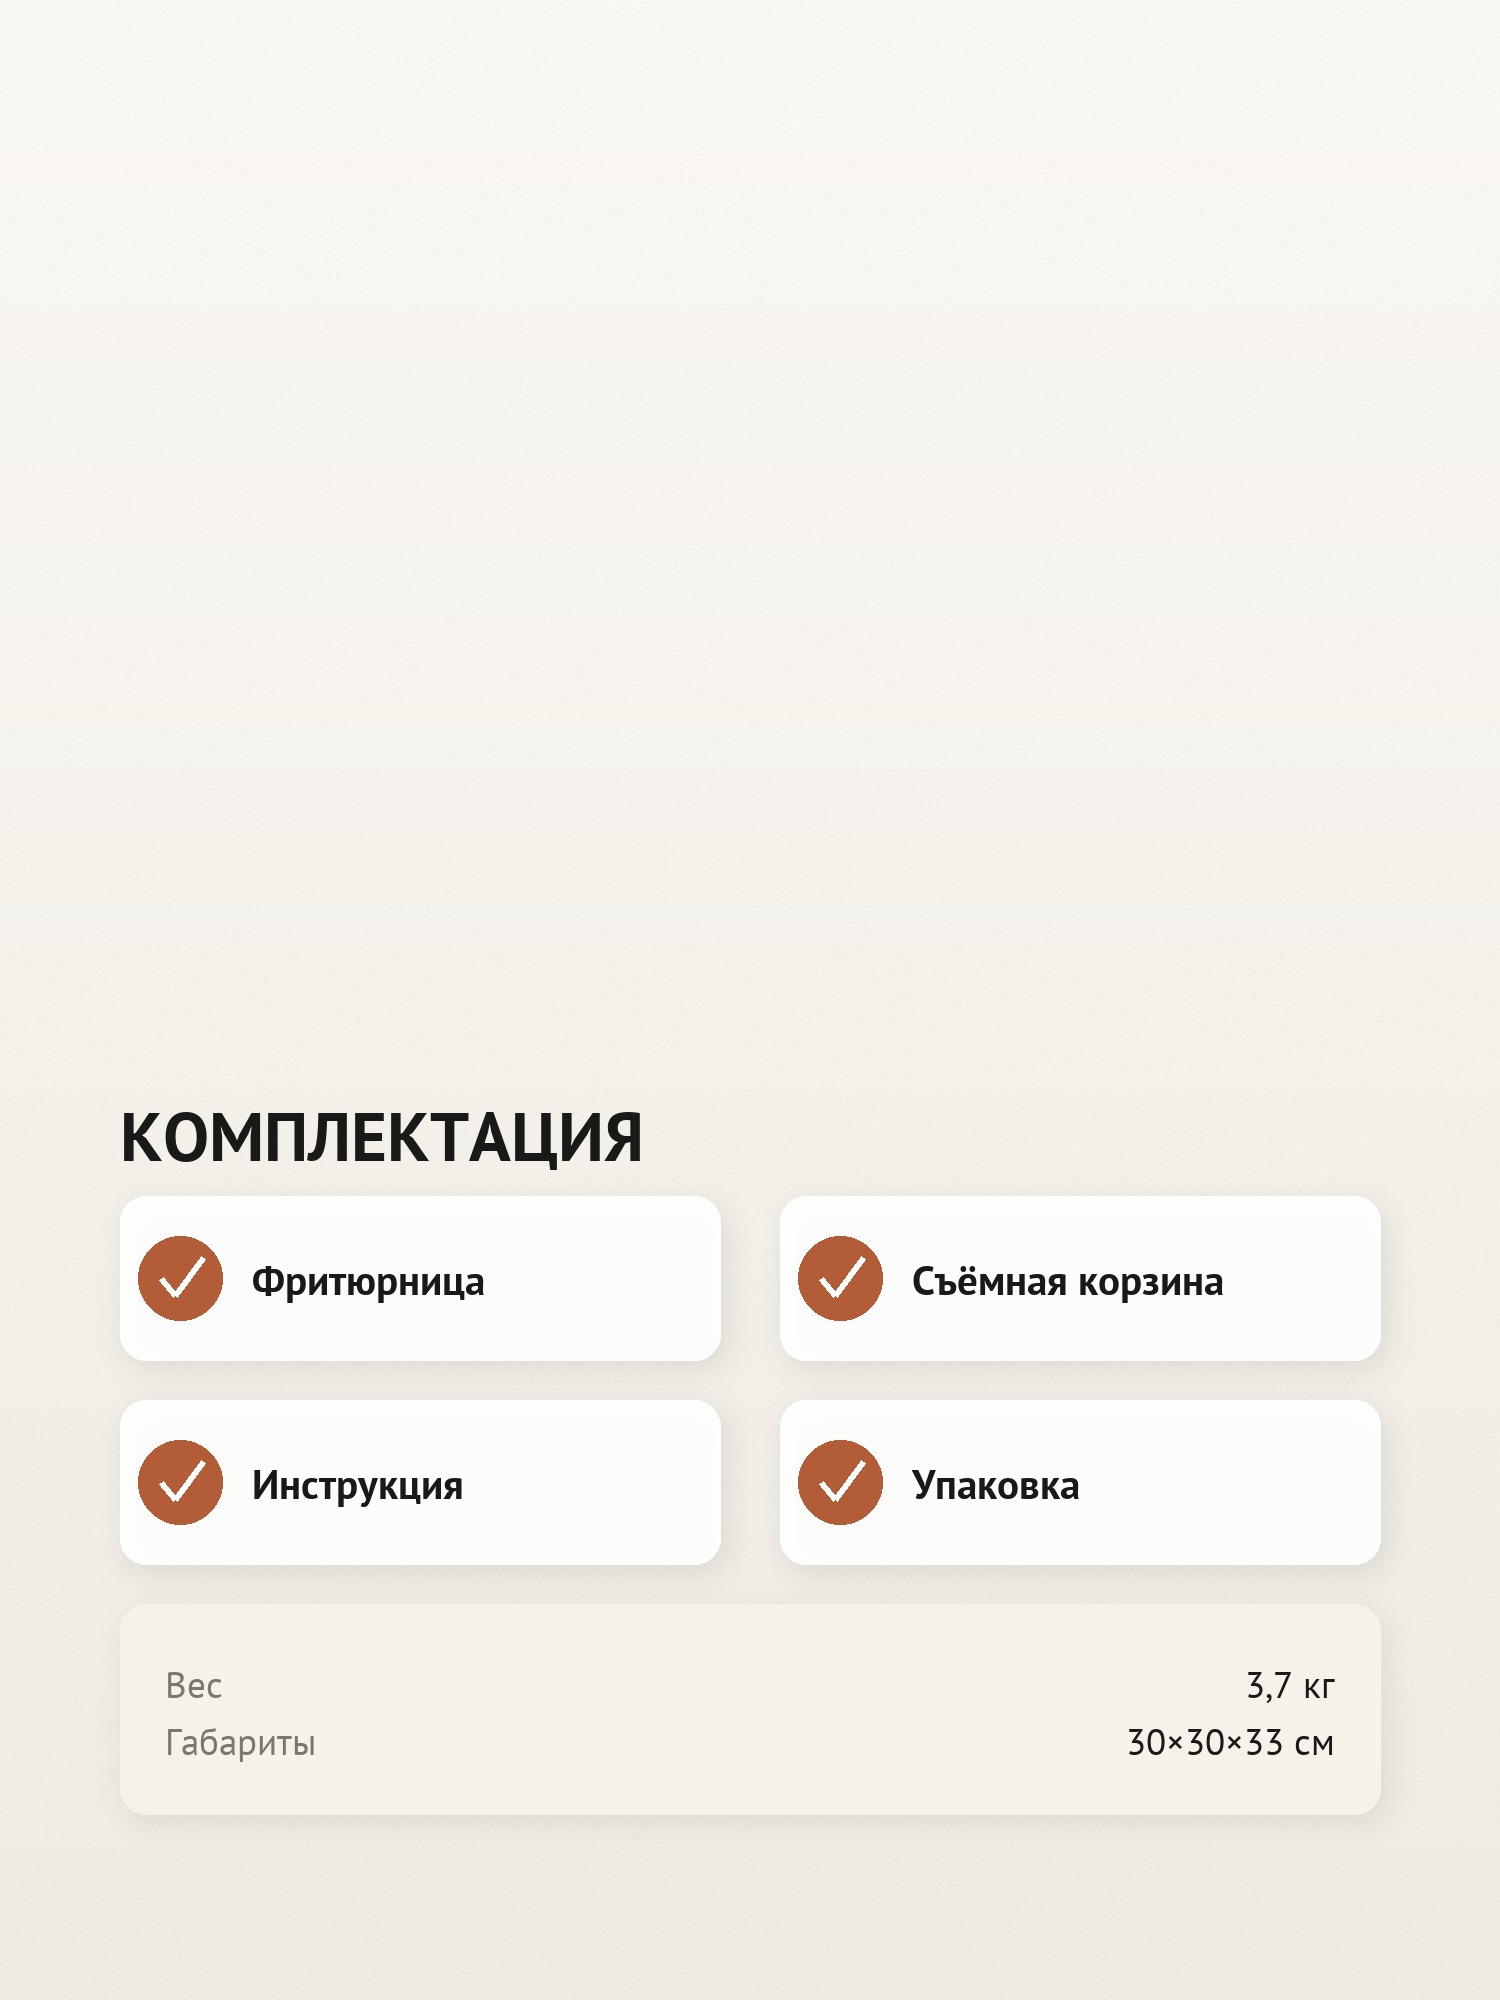 КОМПЛЕКТАЦИЯ
Фритюрница
Съёмная корзина
Инструкция
Упаковка
Вес 3,7 кг
Габариты 30×30×33 см